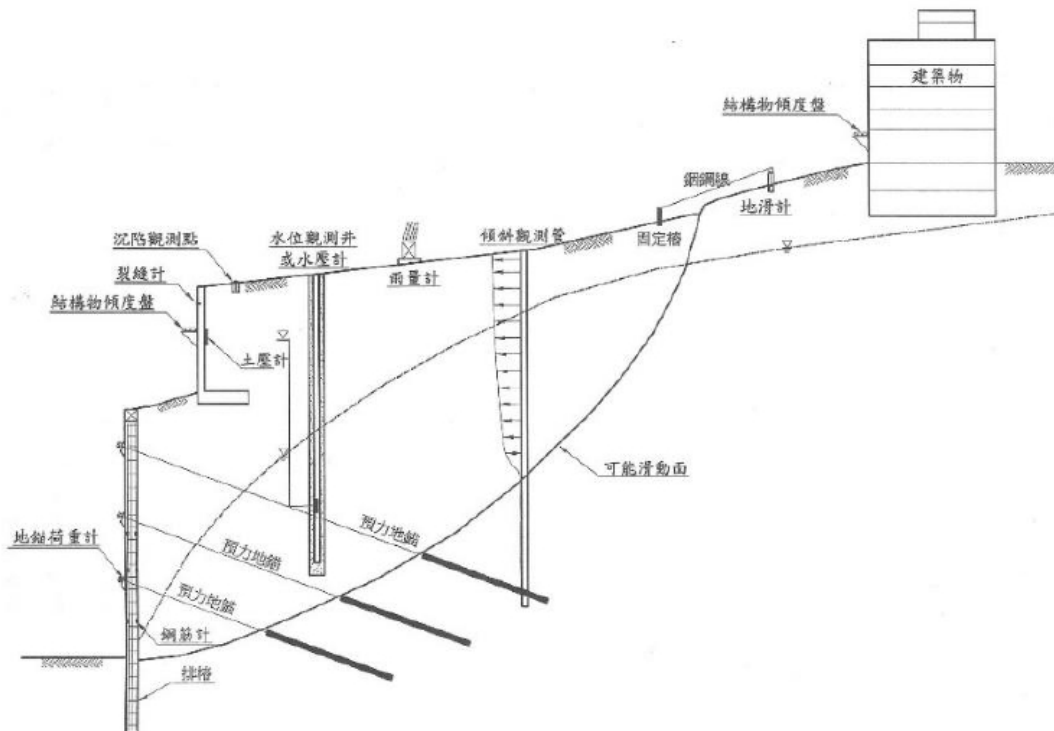 建築物
結構物傾度盤
銦鋼線
地滑計
固定樁
傾斜觀測管
雨量計
水位觀測井
或水壓計
沉陷觀測點
裂縫計
結構物傾度盤
土壓計
可能滑動面
預力地錨
預力地錨
預力地錨
地錨荷重計
鋼筋計
排樁